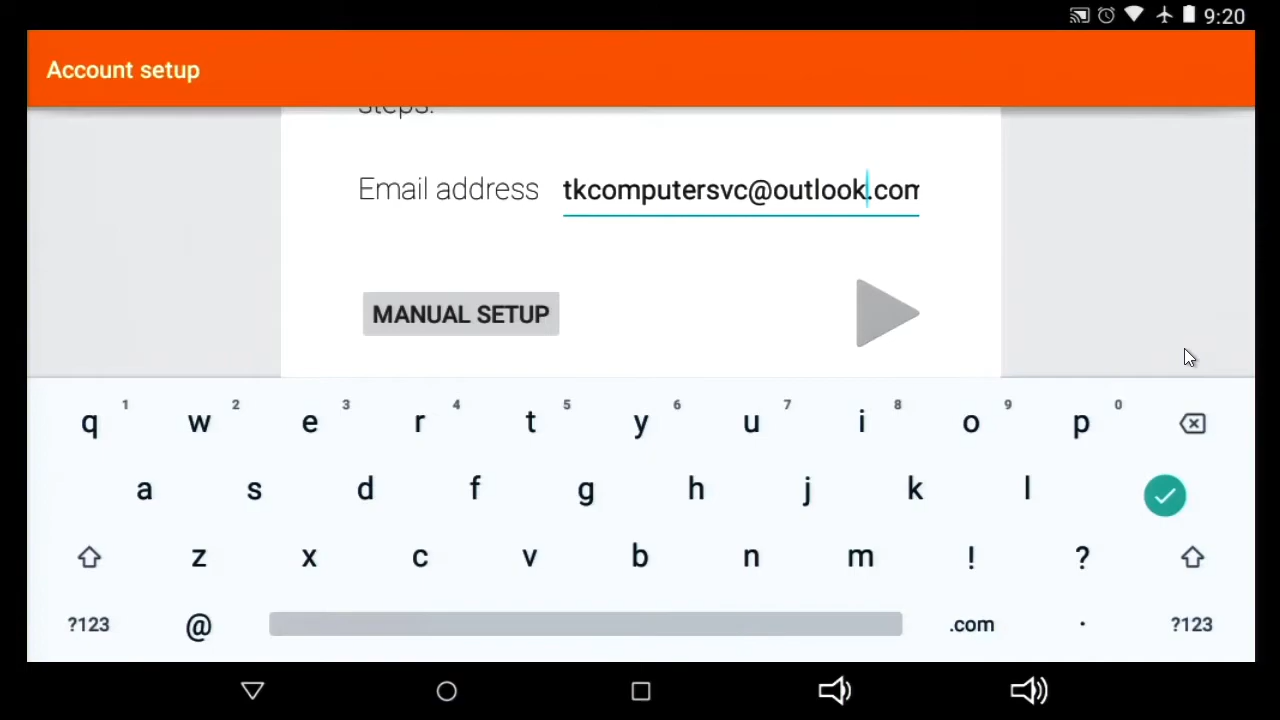 9:20
Account setup
steps.
Email address tkcomputersvc@outlook.com
MANUAL SETUP
q 1 w 2 e 3 r 4 t 5 y 6 u 7 i 8 o 9 p 0
a s d f g h j k l
z x c v b n m ! ?
?123 @ .com . ?123